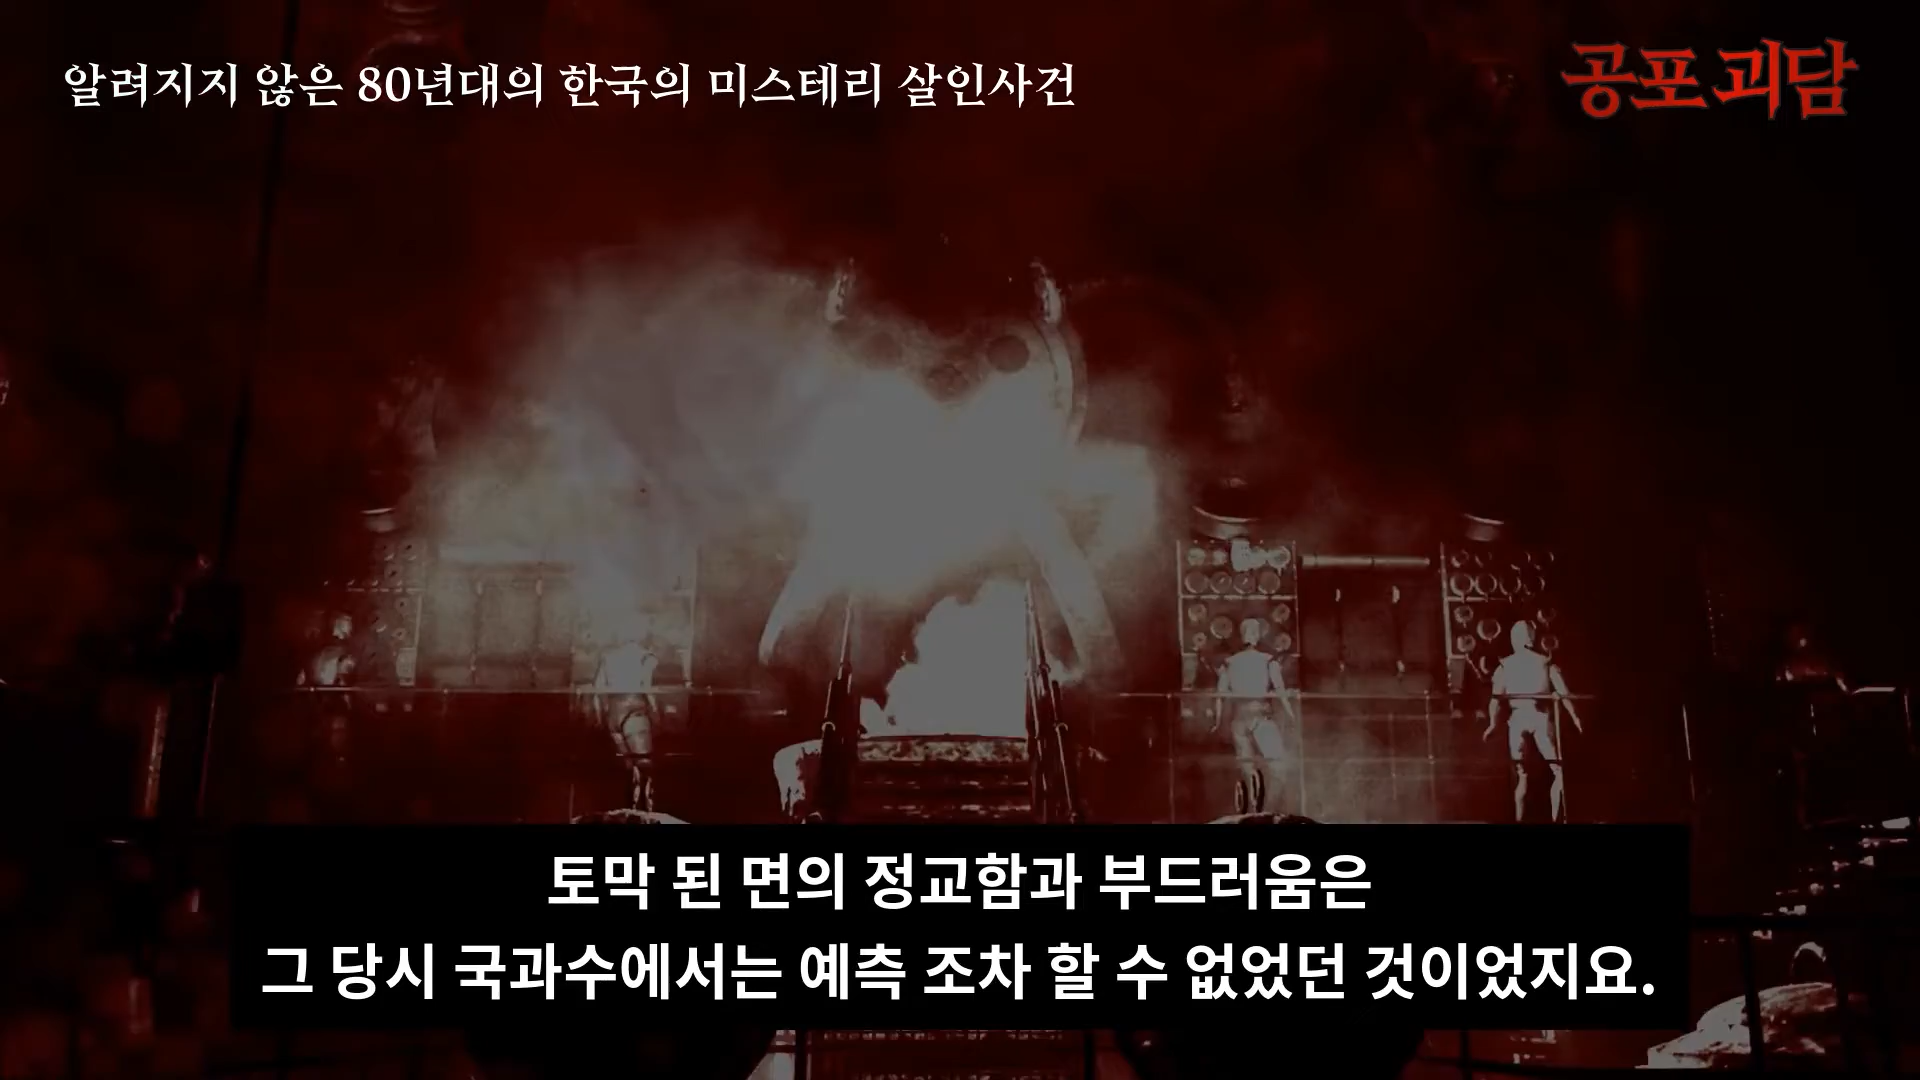 알려지지 않은 80년대의 한국의 미스테리 살인사건
공포괴담
토막 된 면의 정교함과 부드러움은
그 당시 국과수에서는 예측 조차 할 수 없었던 것이었지요.